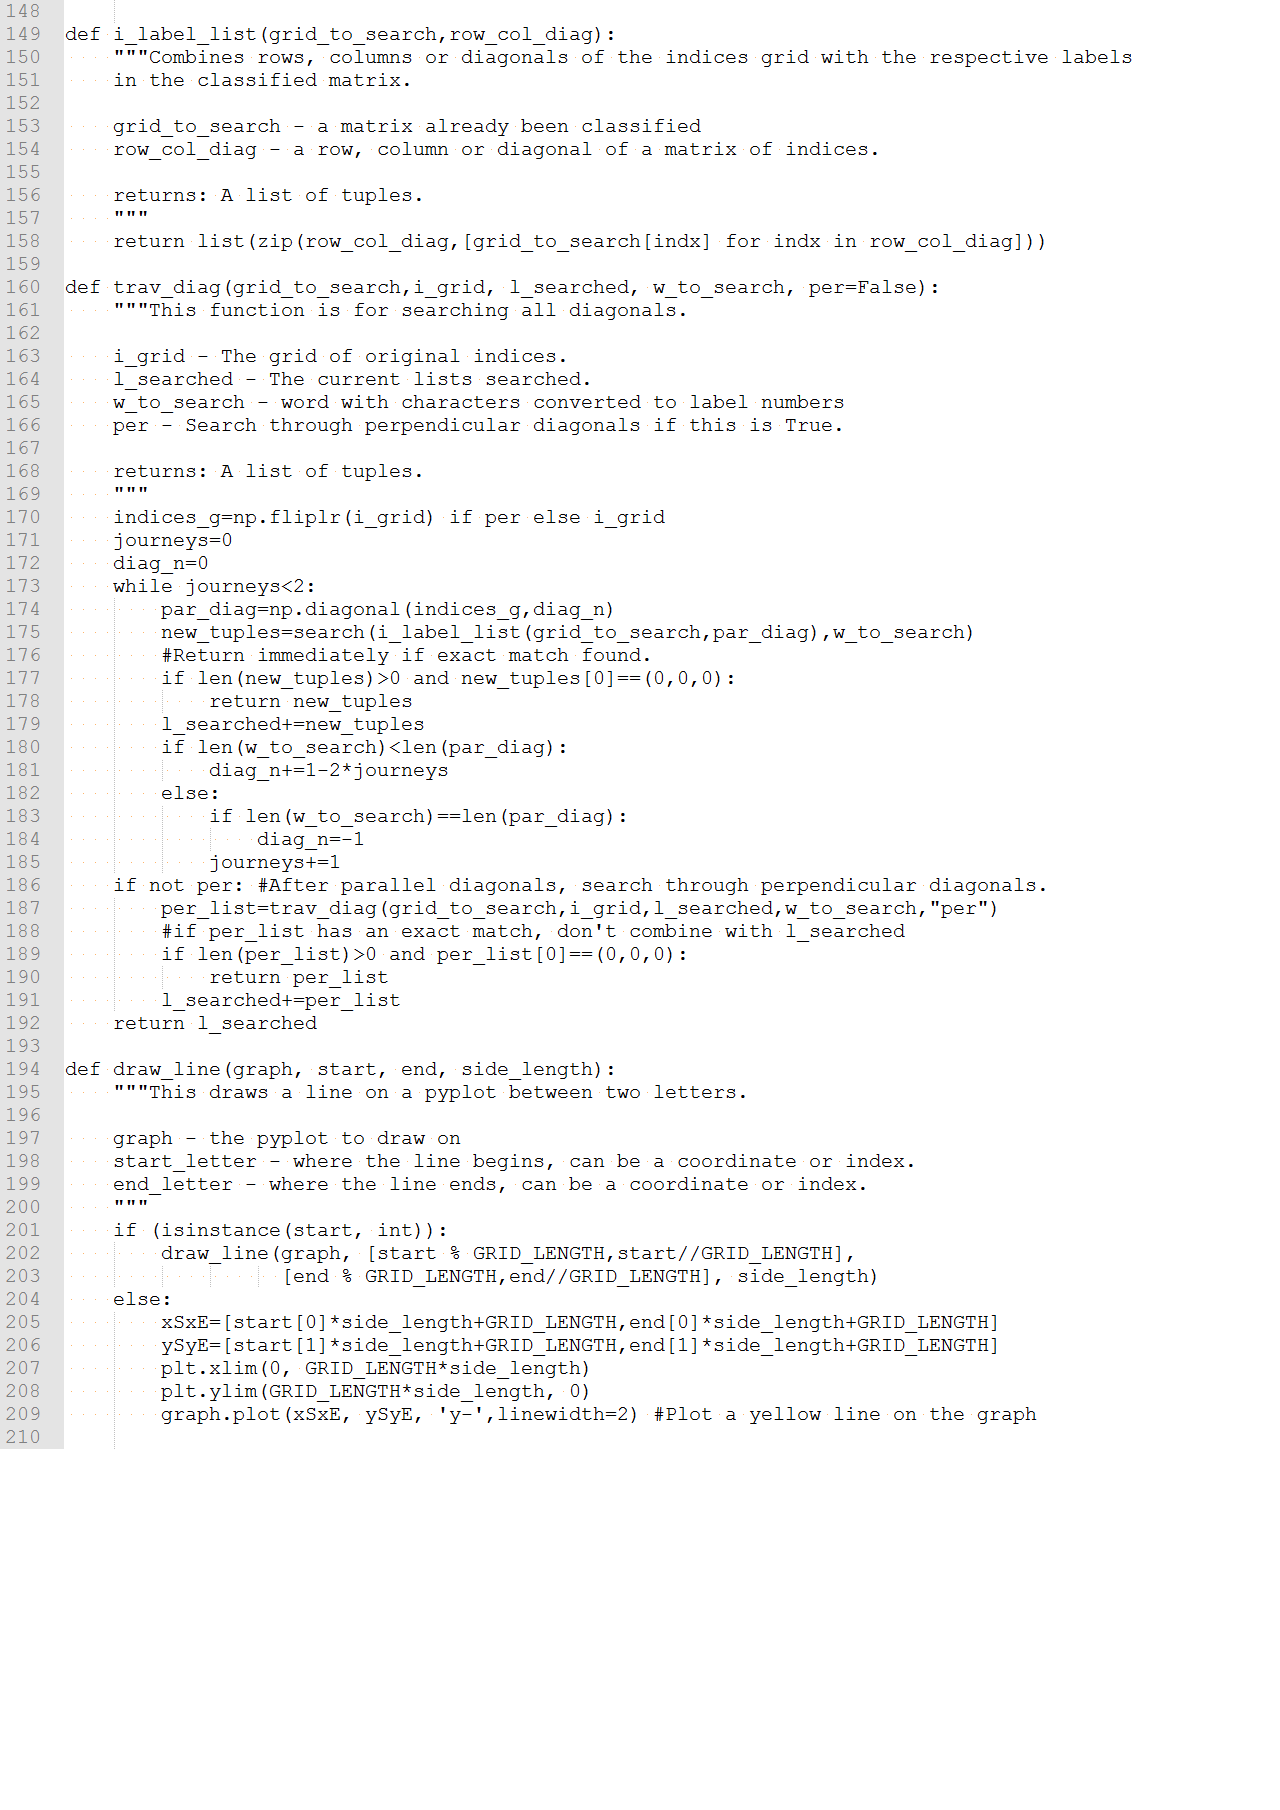 148
149 def i_label_list(grid_to_search,row_col_diag):
150     """Combines rows, columns or diagonals of the indices grid with the respective labels
151     in the classified matrix.
152
153     grid_to_search - a matrix already been classified
154     row_col_diag - a row, column or diagonal of a matrix of indices.
155
156     returns: A list of tuples.
157     """
158     return list(zip(row_col_diag,[grid_to_search[indx] for indx in row_col_diag]))
159
160 def trav_diag(grid_to_search,i_grid, l_searched, w_to_search, per=False):
161     """This function is for searching all diagonals.
162
163     i_grid - The grid of original indices.
164     l_searched - The current lists searched.
165     w_to_search - word with characters converted to label numbers
166     per - Search through perpendicular diagonals if this is True.
167
168     returns: A list of tuples.
169     """
170     indices_g=np.fliplr(i_grid) if per else i_grid
171     journeys=0
172     diag_n=0
173     while journeys<2:
174         par_diag=np.diagonal(indices_g,diag_n)
175         new_tuples=search(i_label_list(grid_to_search,par_diag),w_to_search)
176         #Return immediately if exact match found.
177         if len(new_tuples)>0 and new_tuples[0]==(0,0,0):
178             return new_tuples
179         l_searched+=new_tuples
180         if len(w_to_search)<len(par_diag):
181             diag_n+=1-2*journeys
182         else:
183             if len(w_to_search)==len(par_diag):
184                 diag_n=-1
185             journeys+=1
186     if not per: #After parallel diagonals, search through perpendicular diagonals.
187         per_list=trav_diag(grid_to_search,i_grid,l_searched,w_to_search,"per")
188         #if per_list has an exact match, don't combine with l_searched
189         if len(per_list)>0 and per_list[0]==(0,0,0):
190             return per_list
191         l_searched+=per_list
192     return l_searched
193
194 def draw_line(graph, start, end, side_length):
195     """This draws a line on a pyplot between two letters.
196
197     graph - the pyplot to draw on
198     start_letter - where the line begins, can be a coordinate or index.
199     end_letter - where the line ends, can be a coordinate or index.
200     """
201     if (isinstance(start, int)):
202         draw_line(graph, [start % GRID_LENGTH,start//GRID_LENGTH],
203                   [end % GRID_LENGTH,end//GRID_LENGTH], side_length)
204     else:
205         xSxE=[start[0]*side_length+GRID_LENGTH,end[0]*side_length+GRID_LENGTH]
206         ySyE=[start[1]*side_length+GRID_LENGTH,end[1]*side_length+GRID_LENGTH]
207         plt.xlim(0, GRID_LENGTH*side_length)
208         plt.ylim(GRID_LENGTH*side_length, 0)
209         graph.plot(xSxE, ySyE, 'y-',linewidth=2) #Plot a yellow line on the graph
210